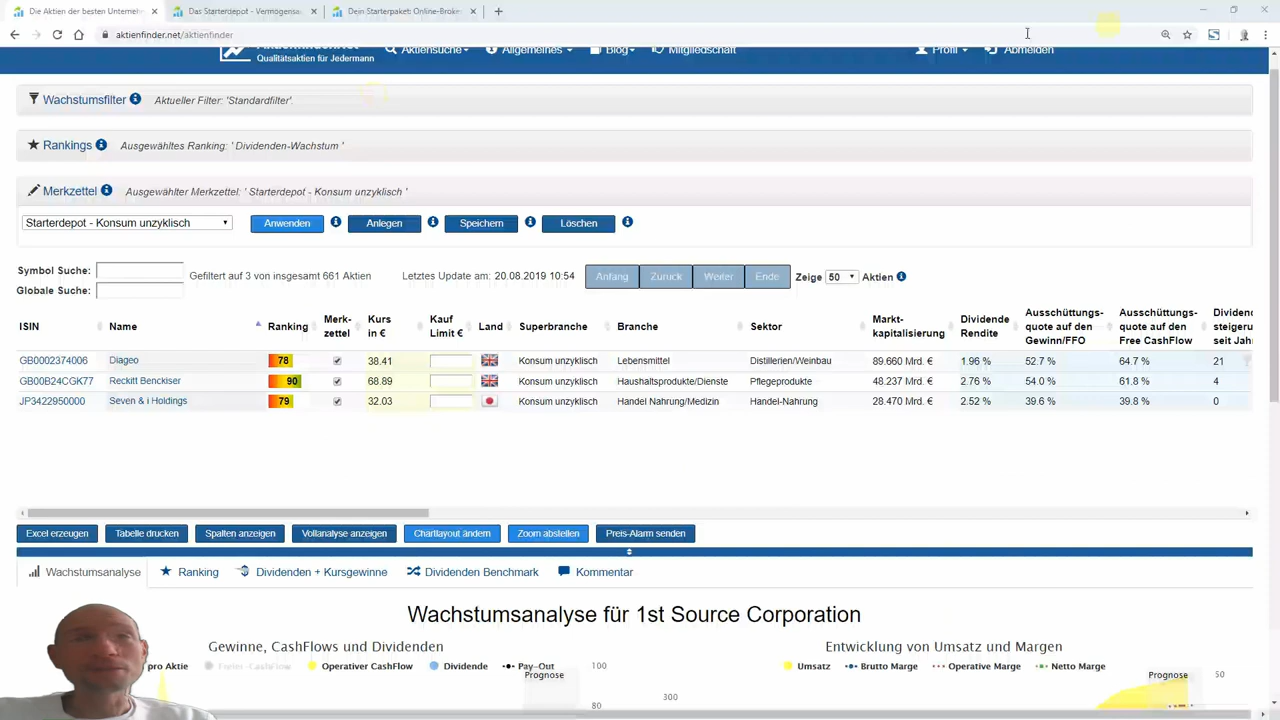 Die Aktien der besten Unterneh
Das Starterdepot - Vermögensau
Dein Starterpaket: Online-Broker
aktienfinder.net/aktienfinder
Aktienfinder.Net
Qualitätsaktien für Jedermann
Aktiensuche
Allgemeines
Blog
Mitgliedschaft
Profil
Abmelden
Wachstumsfilter Aktueller Filter: 'Standardfilter'.
Rankings Ausgewähltes Ranking: ' Dividenden-Wachstum '
Merkzettel Ausgewählter Merkzettel: ' Starterdepot - Konsum unzyklisch '
Starterdepot - Konsum unzyklisch Anwenden Anlegen Speichern Löschen
Symbol Suche:
Globale Suche:
Gefiltert auf 3 von insgesamt 661 Aktien Letztes Update am: 20.08.2019 10:54 Anfang Zurück Weiter Ende Zeige 50 Aktien
ISIN Name Ranking Merk-zettel Kurs in € Kauf Limit € Land Superbranche Branche Sektor Markt-kapitalisierung Dividende Rendite Ausschüttungs-quote auf den Gewinn/FFO Ausschüttungs-quote auf den Free CashFlow Dividend steigeru seit Jahr
GB0002374006 Diageo 78 38.41 Konsum unzyklisch Lebensmittel Distillerien/Weinbau 89.660 Mrd. € 1.96 % 52.7 % 64.7 % 21
GB00B24CGK77 Reckitt Benckiser 90 68.89 Konsum unzyklisch Haushaltsprodukte/Dienste Pflegeprodukte 48.237 Mrd. € 2.76 % 54.0 % 61.8 % 4
JP3422950000 Seven & i Holdings 79 32.03 Konsum unzyklisch Handel Nahrung/Medizin Handel-Nahrung 28.470 Mrd. € 2.52 % 39.6 % 39.8 % 0
Excel erzeugen Tabelle drucken Spalten anzeigen Vollanalyse anzeigen Chartlayout ändern Zoom abstellen Preis-Alarm senden
Wachstumsanalyse Ranking Dividenden + Kursgewinne Dividenden Benchmark Kommentar
Wachstumsanalyse für 1st Source Corporation
Gewinne, CashFlows und Dividenden
Entwicklung von Umsatz und Margen
pro Aktie Freier CashFlow Operativer CashFlow Dividende Pay-Out
Umsatz Brutto Marge Operative Marge Netto Marge
Prognose 100
Prognose 50
80 300